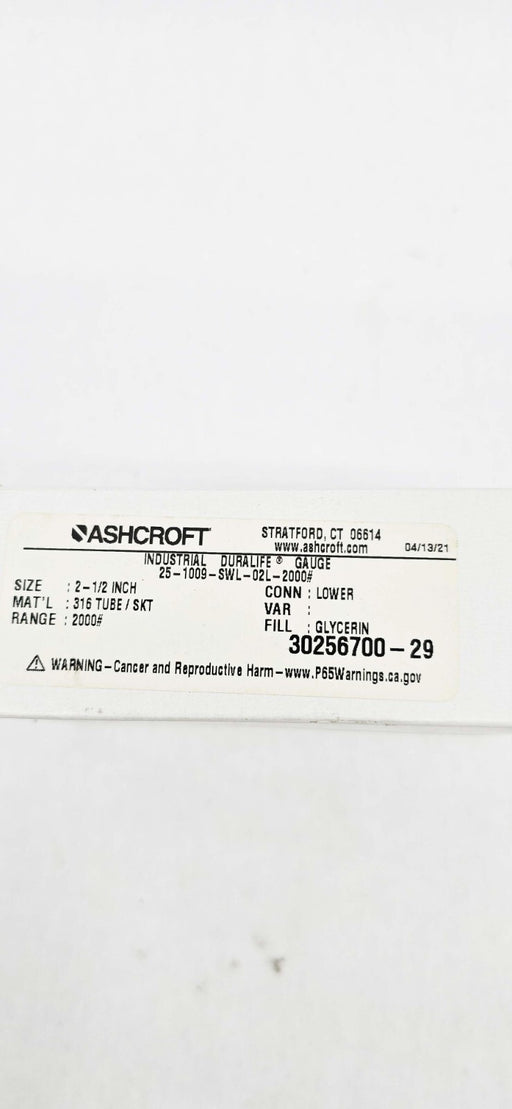 ASHCROFT STRATFORD, CT 06614
www.ashcroft.com 04/13/21
INDUSTRIAL DURALIFE® GAUGE
25-1009-SWL-02L-2000#
SIZE : 2-1/2 INCH CONN : LOWER
MAT'L : 316 TUBE / SKT VAR :
RANGE : 2000# FILL : GLYCERIN
30256700-29
⚠ WARNING-Cancer and Reproductive Harm-www.P65Warnings.ca.gov